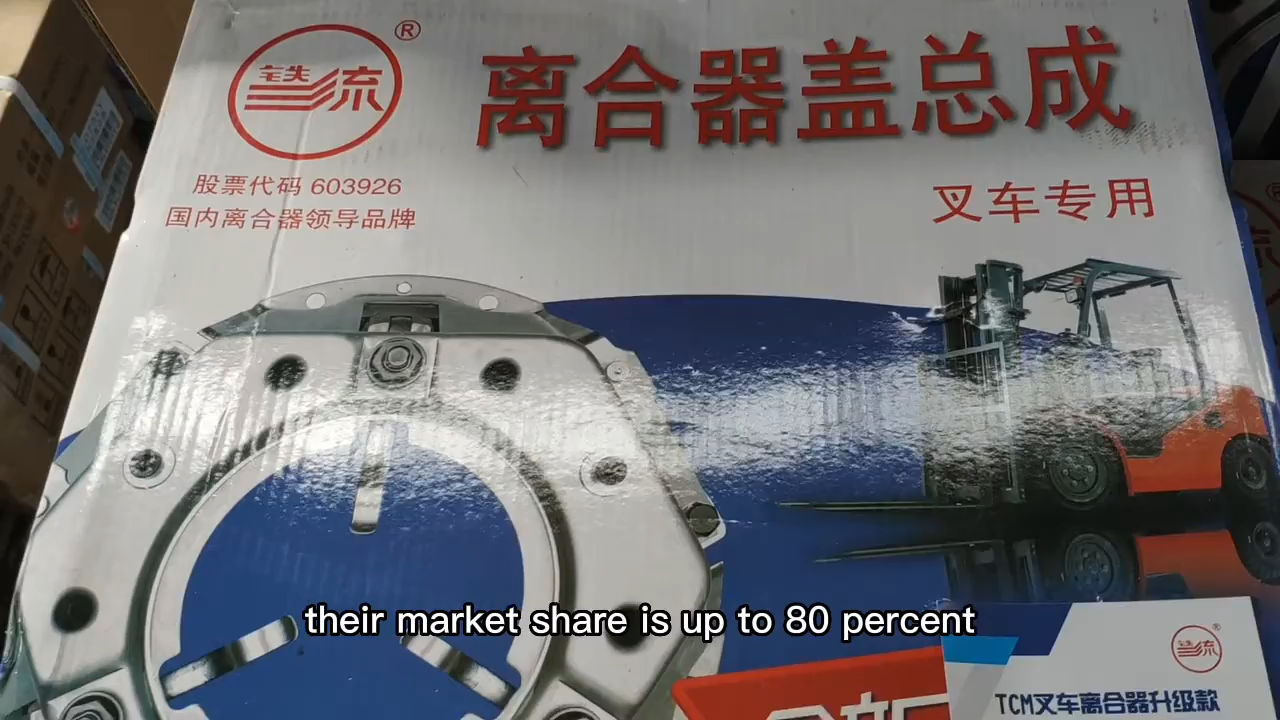 铁流®
离合器盖总成
股票代码 603926
国内离合器领导品牌
叉车专用
their market share is up to 80 percent
铁流®
TCM叉车离合器升级款